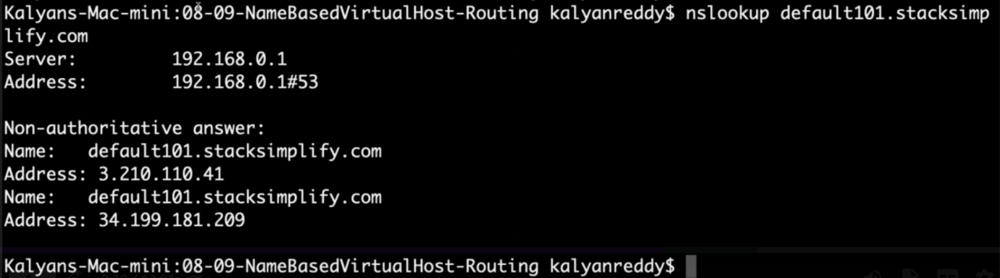 Kalyans-Mac-mini:08-09-NameBasedVirtualHost-Routing kalyanreddy$ nslookup default101.stacksimp
lify.com
Server:         192.168.0.1
Address:        192.168.0.1#53

Non-authoritative answer:
Name:   default101.stacksimplify.com
Address: 3.210.110.41
Name:   default101.stacksimplify.com
Address: 34.199.181.209

Kalyans-Mac-mini:08-09-NameBasedVirtualHost-Routing kalyanreddy$